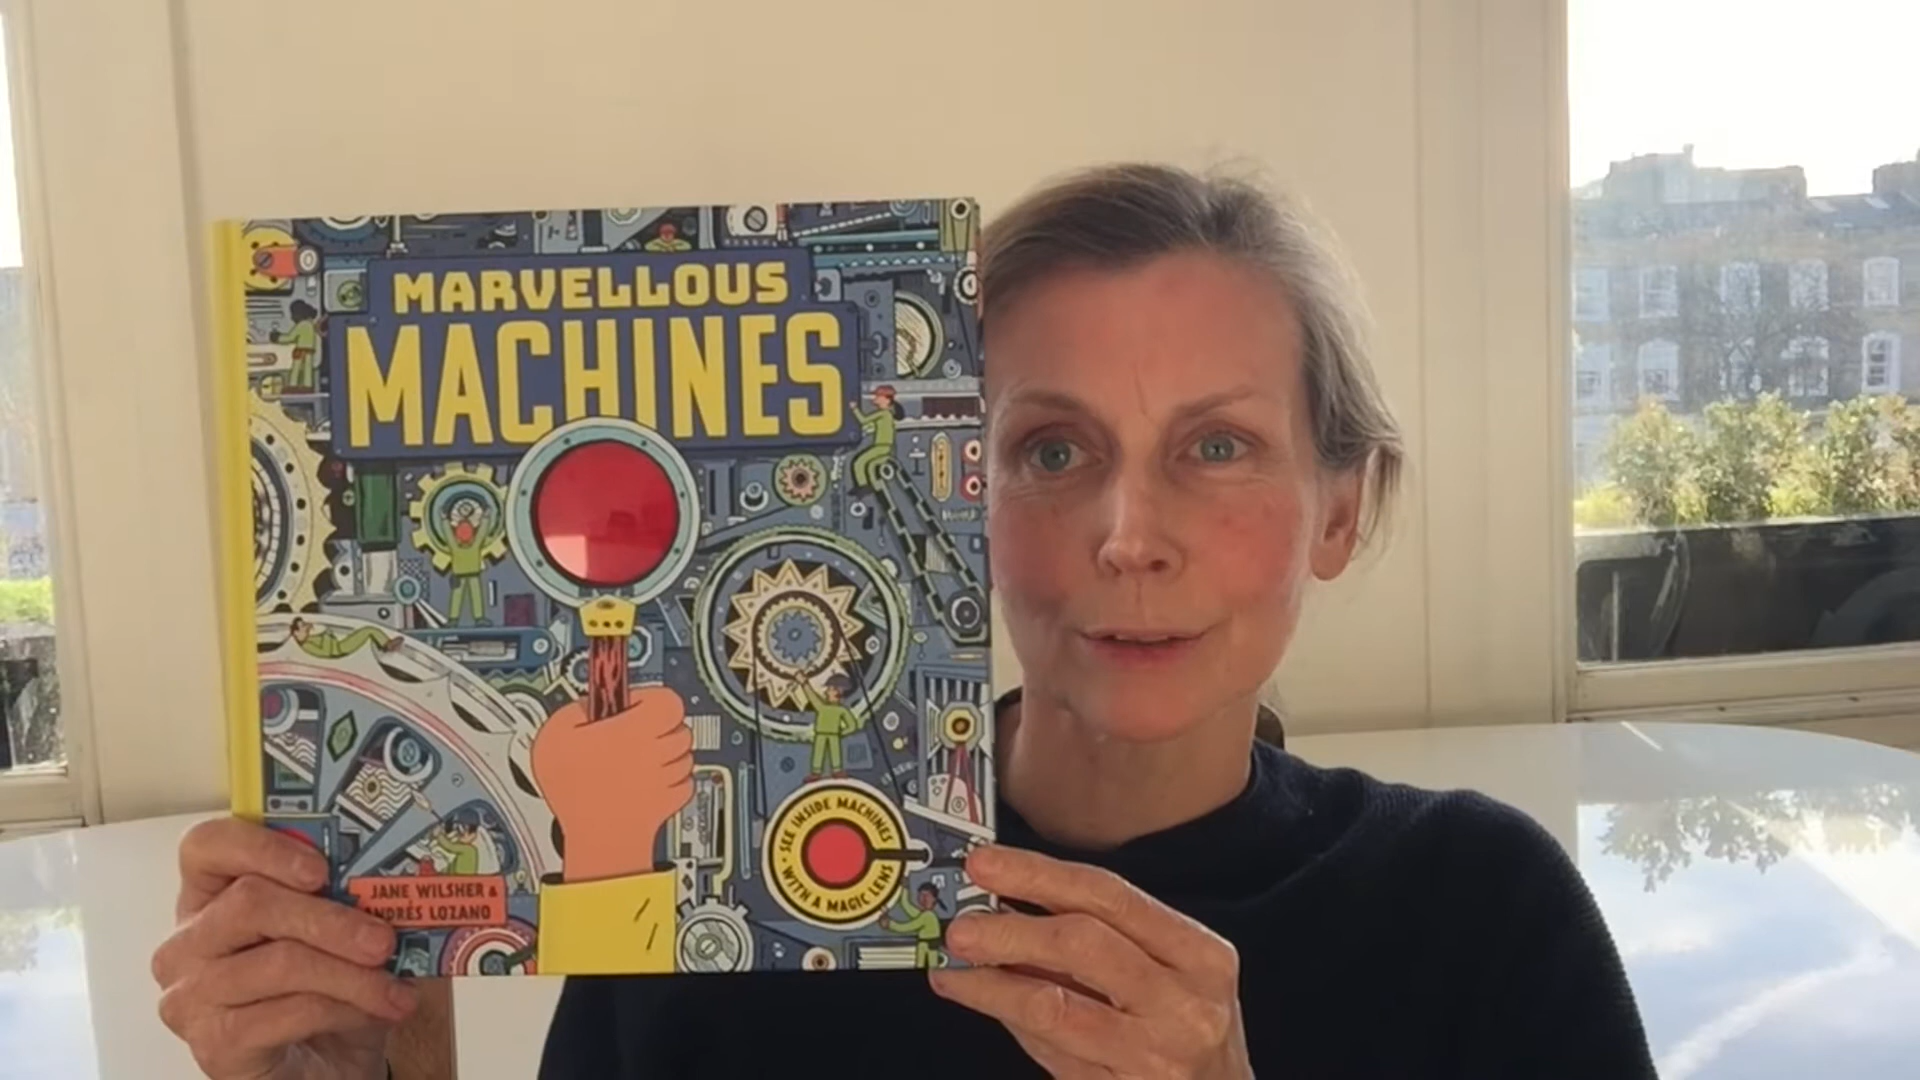 MARVELLOUS
MACHINES
JANE WILSHER &
ANDRÉS LOZANO
• SEE INSIDE MACHINES •
WITH A MAGIC LENS